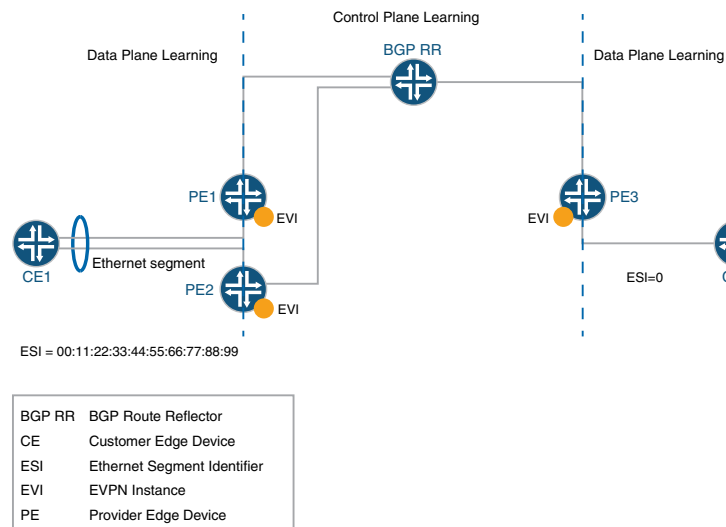 Control Plane Learning
Data Plane Learning
BGP RR
Data Plane Learning
PE1
EVI
EVI
PE3
CE1
Ethernet segment
PE2
EVI
ESI=0
ESI = 00:11:22:33:44:55:66:77:88:99
BGP RR BGP Route Reflector
CE Customer Edge Device
ESI Ethernet Segment Identifier
EVI EVPN Instance
PE Provider Edge Device